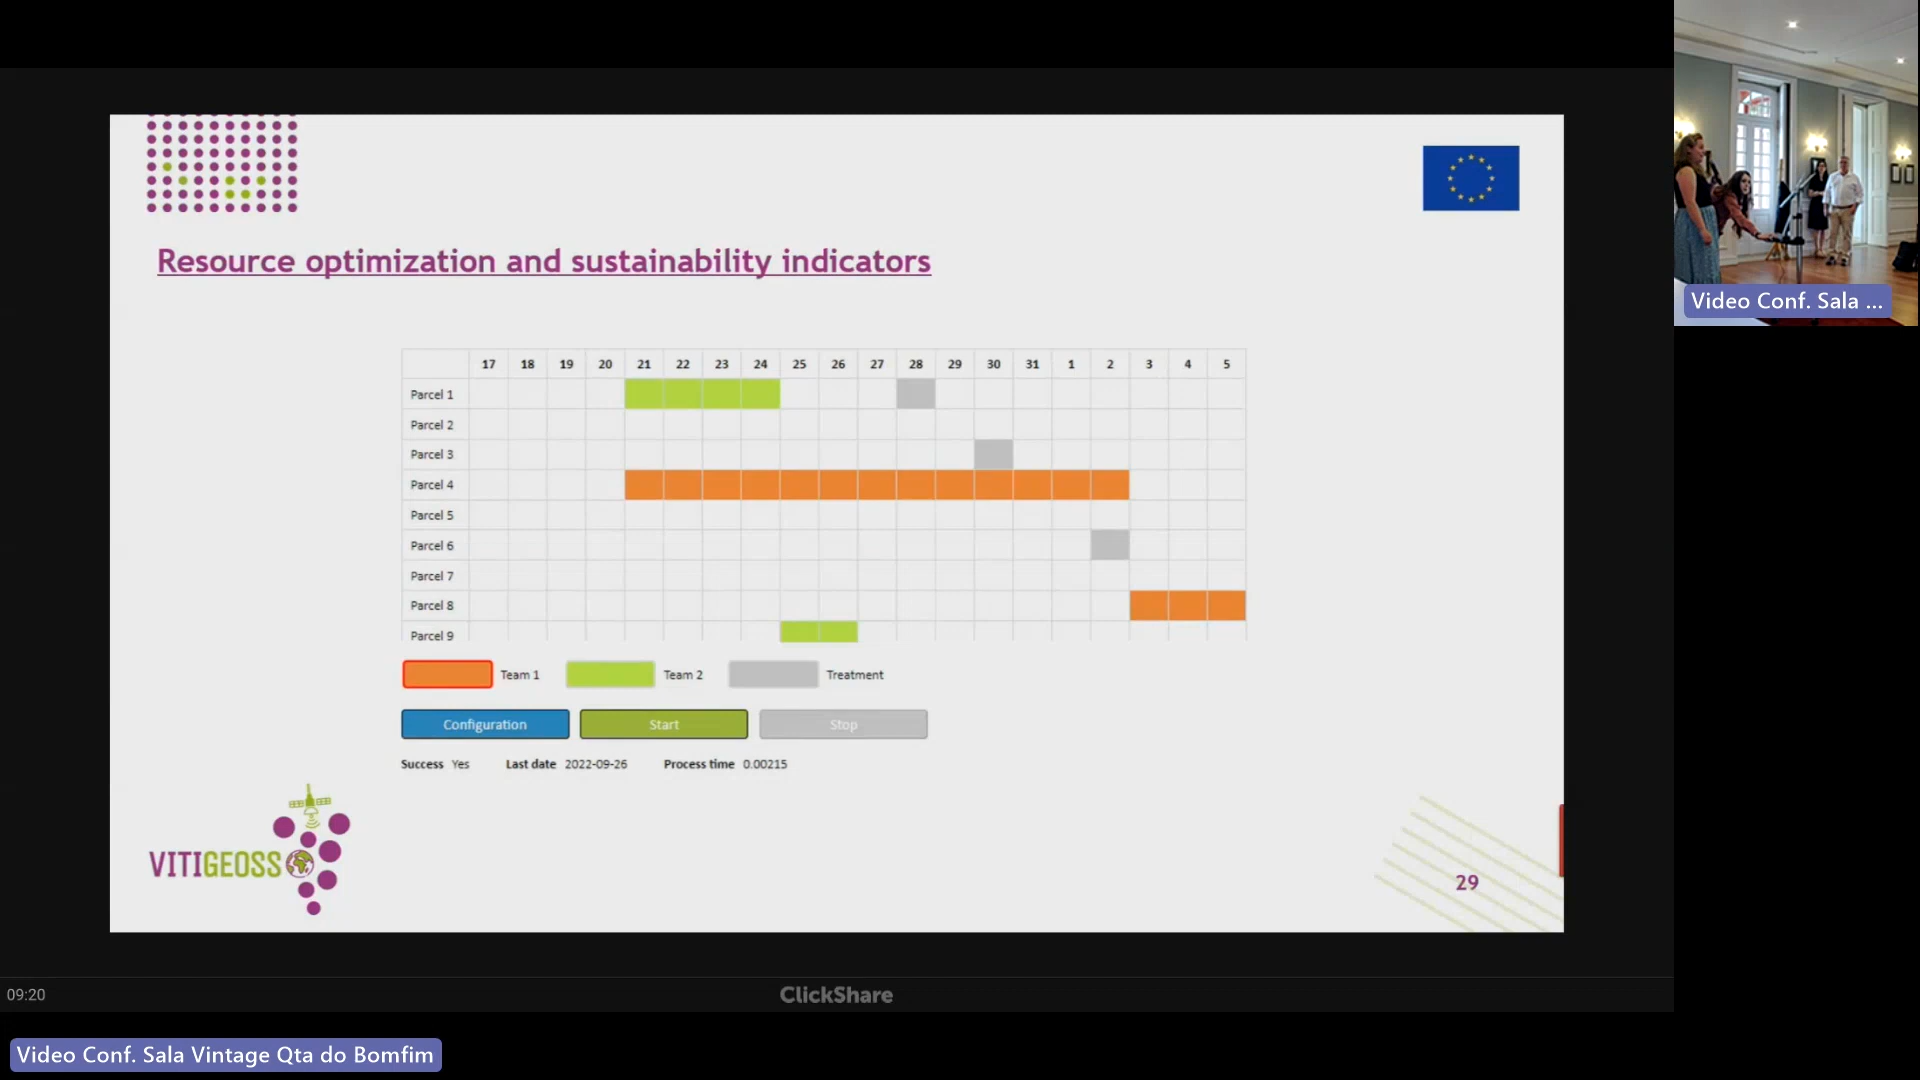 Resource optimization and sustainability indicators
17 18 19 20 21 22 23 24 25 26 27 28 29 30 31 1 2 3 4 5
Parcel 1
Parcel 2
Parcel 3
Parcel 4
Parcel 5
Parcel 6
Parcel 7
Parcel 8
Parcel 9
Team 1 Team 2 Treatment
Configuration Start Stop
Success Yes Last date 2022-09-26 Process time 0.00215
VITIGEOSS
29
Video Conf. Sala ...
09:20
ClickShare
Video Conf. Sala Vintage Qta do Bomfim